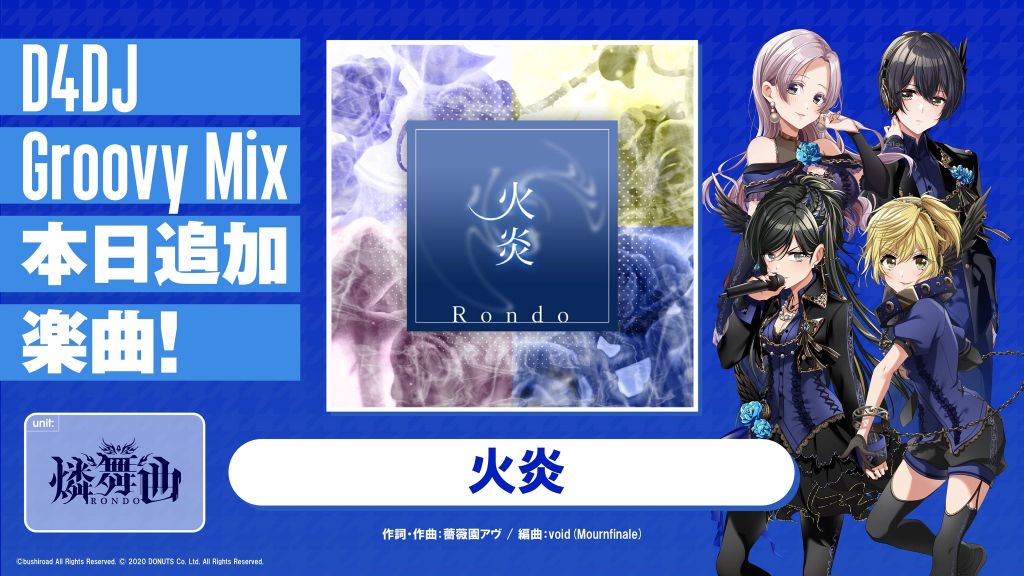 D4DJ
Groovy Mix
本日追加
楽曲!
火炎
Rondo
unit:
燐舞曲
RONDO
火炎
作詞・作曲:薔薇園アヴ / 編曲:void(Mournfinale)
©bushiroad All Rights Reserved. © 2020 DONUTS Co. Ltd. All Rights Reserved.